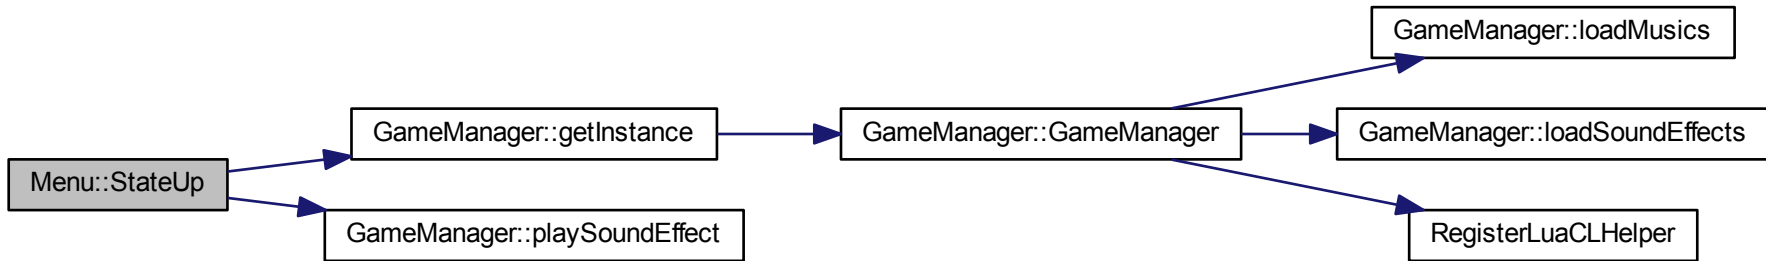 Menu::StateUp
GameManager::getInstance
GameManager::playSoundEffect
GameManager::GameManager
GameManager::loadMusics
GameManager::loadSoundEffects
RegisterLuaCLHelper